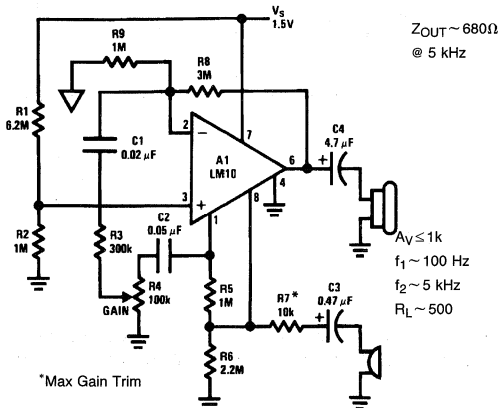 VS
1.5V
ZOUT~680Ω
@ 5 kHz
R9
1M
R8
3M
R1
6.2M
C1
0.02 μF
2
−
7
A1
LM10
6
4
8
3
+
1
C4
+
4.7 μF
R2
1M
R3
300k
C2
0.05 μF
R4
100k
GAIN
R5
1M
R7*
10k
C3
0.47 μF
+
R6
2.2M
AV≤1k
f1~100 Hz
f2~5 kHz
RL~500
*Max Gain Trim